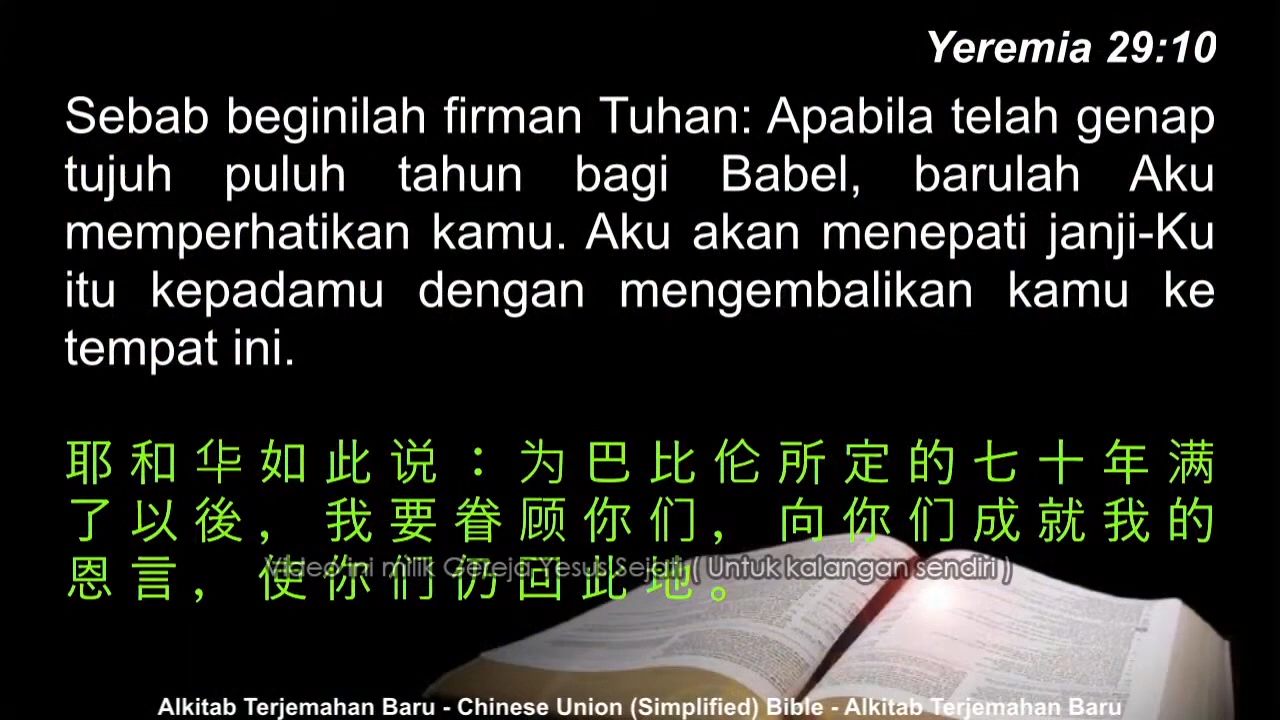 Yeremia 29:10
Sebab beginilah firman Tuhan: Apabila telah genap
tujuh puluh tahun bagi Babel, barulah Aku
memperhatikan kamu. Aku akan menepati janji-Ku
itu kepadamu dengan mengembalikan kamu ke
tempat ini.
耶和华如此说：为巴比伦所定的七十年满
了以後，我要眷顾你们，向你们成就我的
恩言，使你们仍回此地。
Video ini milik Gereja Yesus Sejati ( Untuk kalangan sendiri )
Alkitab Terjemahan Baru - Chinese Union (Simplified) Bible - Alkitab Terjemahan Baru